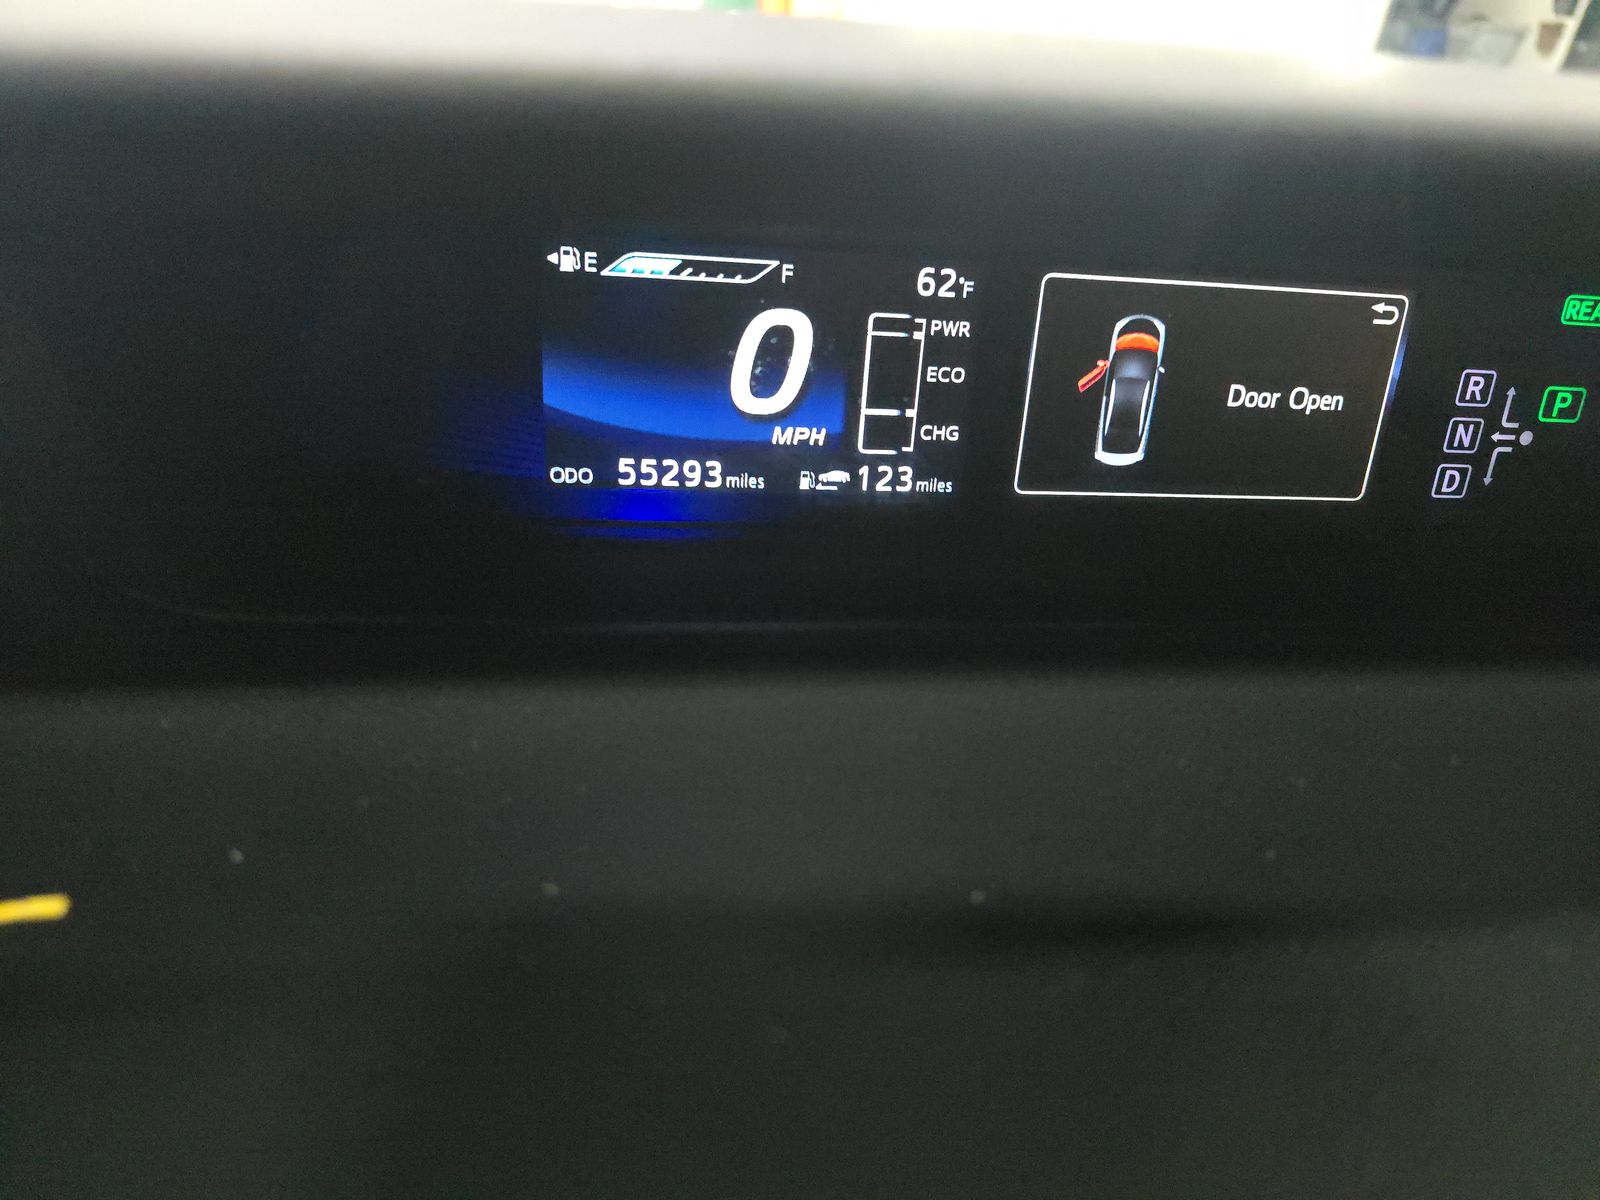 E F
62°F
0
MPH
PWR
ECO
CHG
ODO 55293 miles
123 miles
Door Open
R
N
D
P